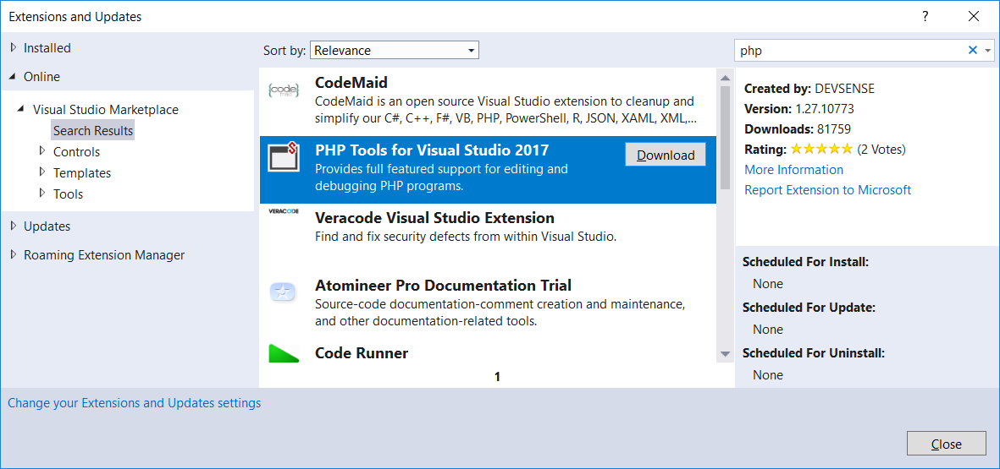 Extensions and Updates
?
Installed
Online
Visual Studio Marketplace
Search Results
Controls
Templates
Tools
Updates
Roaming Extension Manager
Sort by: Relevance
CodeMaid
CodeMaid is an open source Visual Studio extension to cleanup and
simplify our C#, C++, F#, VB, PHP, PowerShell, R, JSON, XAML, XML,...
PHP Tools for Visual Studio 2017
Download
Provides full featured support for editing and
debugging PHP programs.
VERACODE
Veracode Visual Studio Extension
Find and fix security defects from within Visual Studio.
Atomineer Pro Documentation Trial
Source-code documentation-comment creation and maintenance,
and other documentation-related tools.
Code Runner
1
php
Created by: DEVSENSE
Version: 1.27.10773
Downloads: 81759
Rating: (2 Votes)
More Information
Report Extension to Microsoft
Scheduled For Install:
None
Scheduled For Update:
None
Scheduled For Uninstall:
None
Change your Extensions and Updates settings
Close